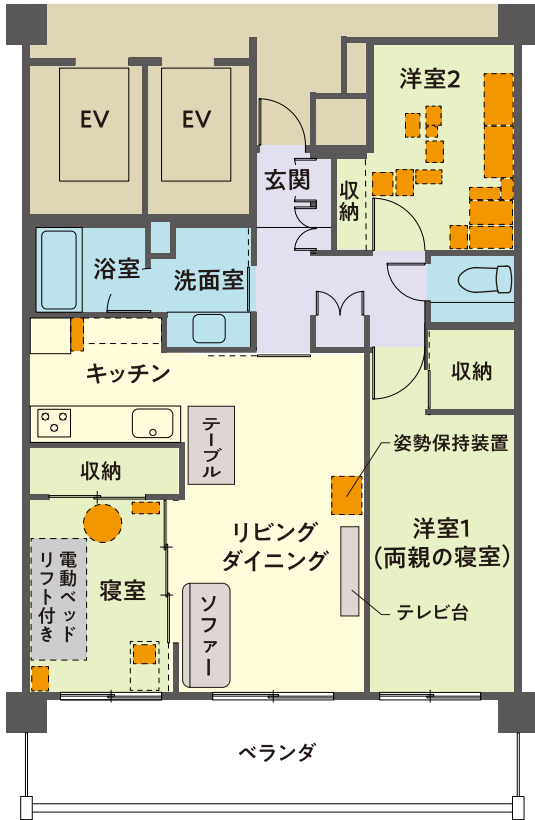 EV
EV
洋室2
玄関
収納
浴室
洗面室
キッチン
収納
テーブル
姿勢保持装置
収納
リビング
ダイニング
洋室1
(両親の寝室)
電動ベッド
リフト付き
寝室
ソファー
テレビ台
ベランダ